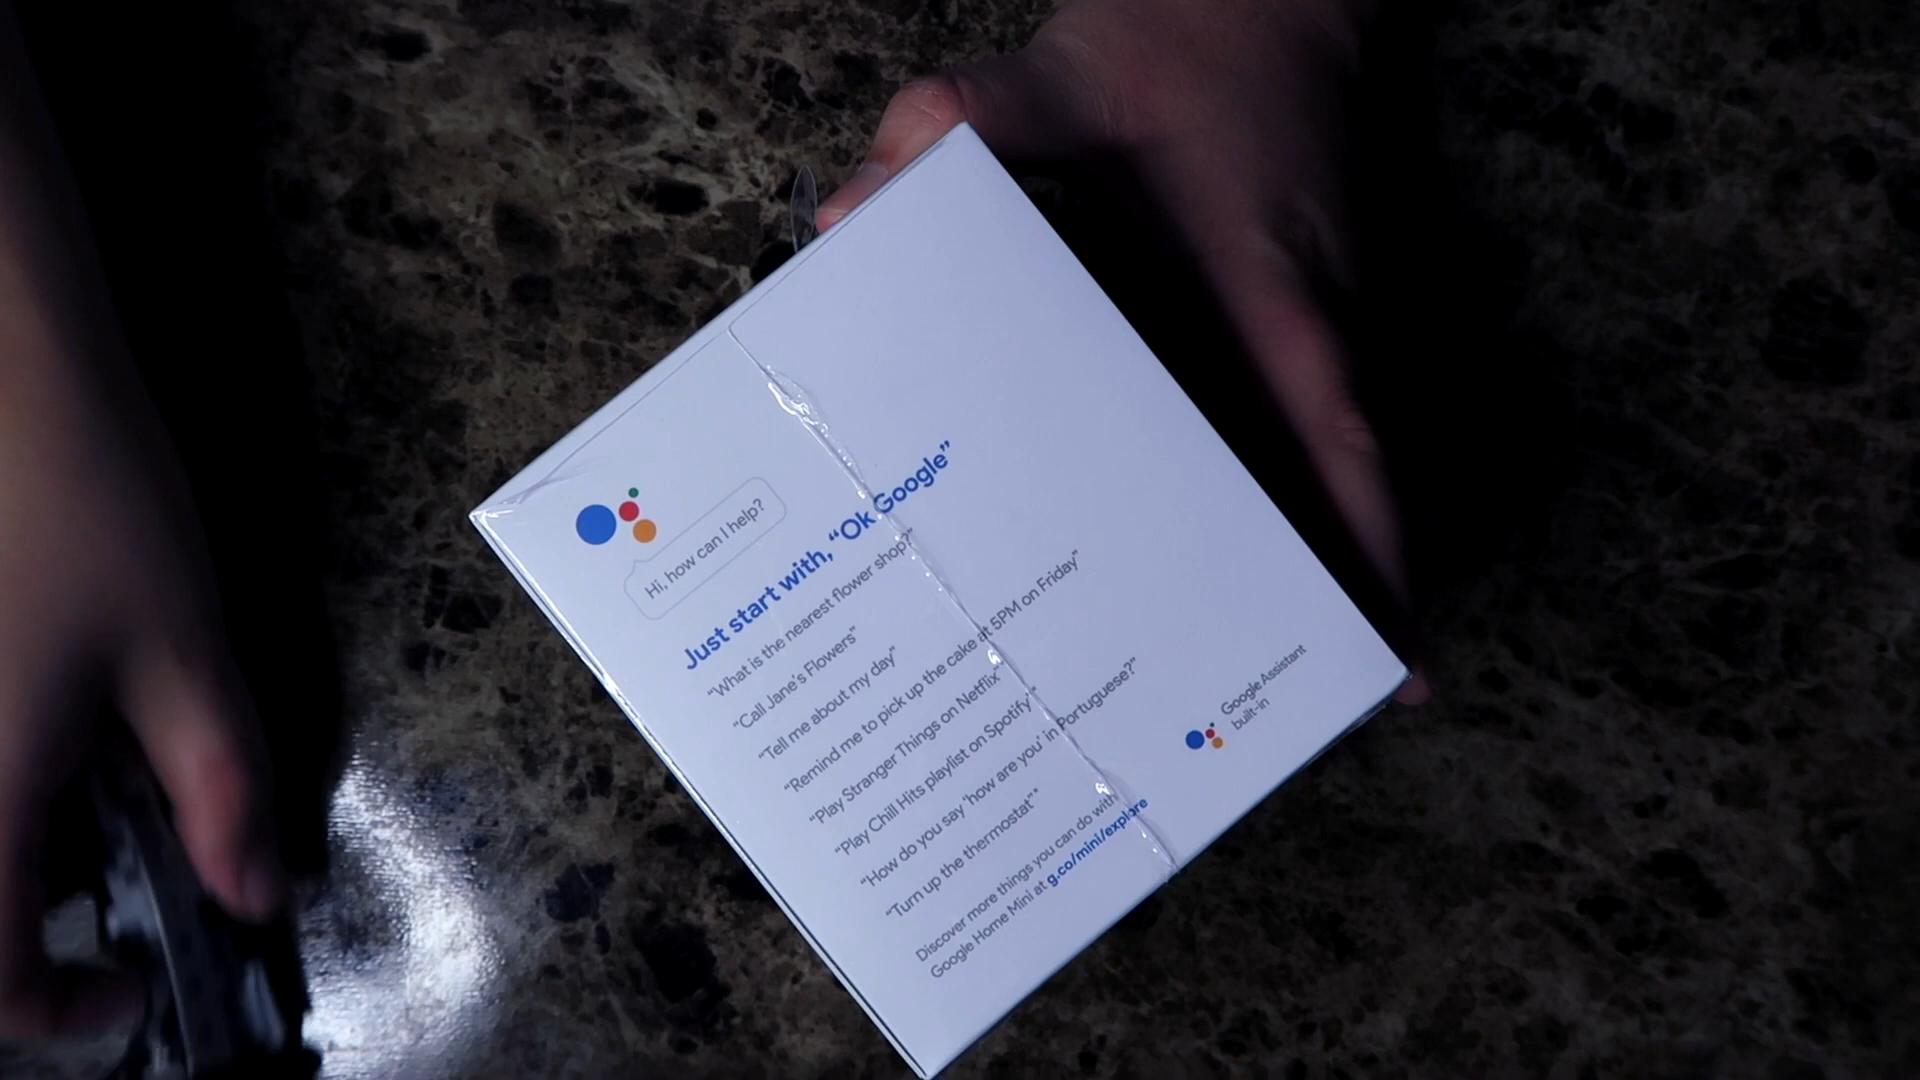 Hi, how can I help?
Just start with, “Ok Google”
“What is the nearest flower shop?”
“Call Jane’s Flowers”
“Tell me about my day”
“Remind me to pick up the cake at 5PM on Friday”
“Play Stranger Things on Netflix”
“Play Chill Hits playlist on Spotify”
“How do you say ‘how are you’ in Portuguese?”
“Turn up the thermostat”*
Discover more things you can do with
Google Home Mini at g.co/mini/explore
Google Assistant
built-in